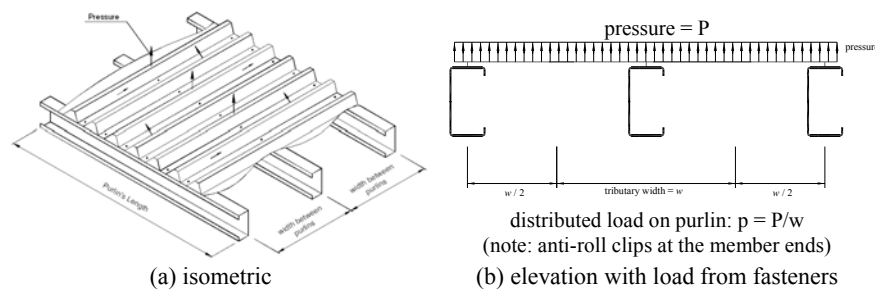 Pressure
Purlin's Length
width between
purlins
width between
purlins
(a) isometric
pressure = P
pressure
w / 2
tributary width = w
w / 2
distributed load on purlin: p = P/w
(note: anti-roll clips at the member ends)
(b) elevation with load from fasteners